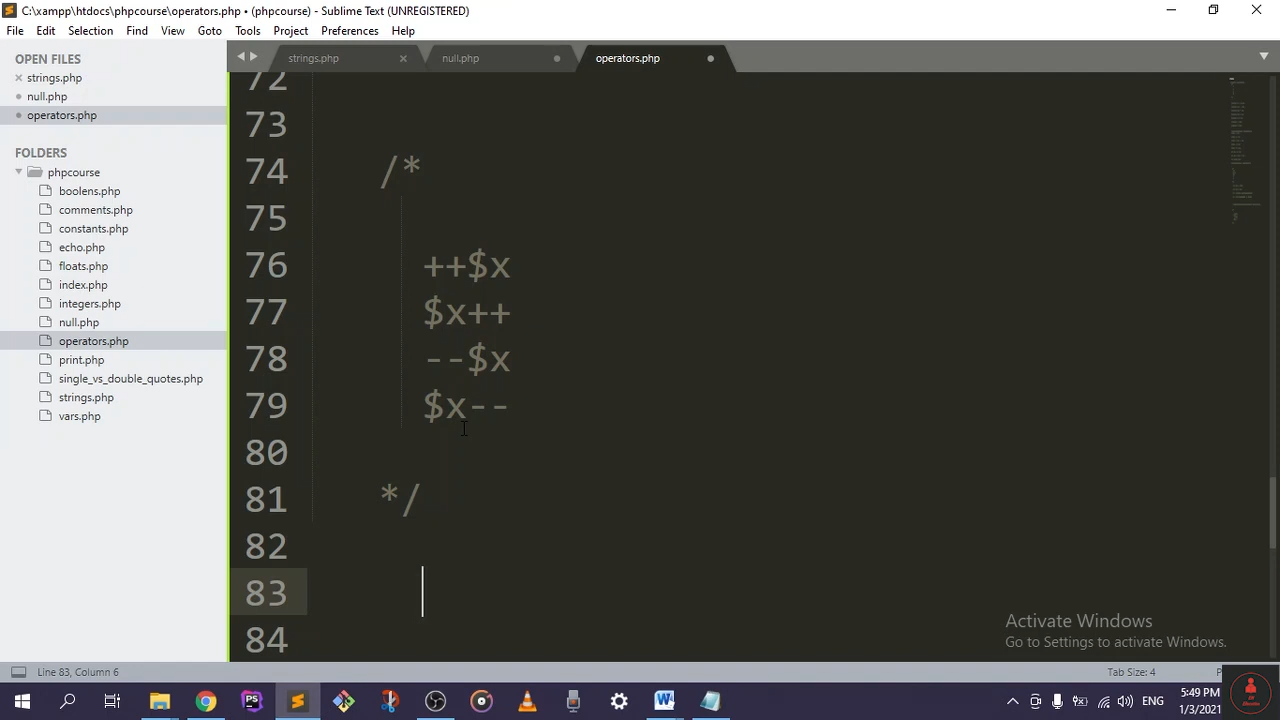 C:\xampp\htdocs\phpcourse\operators.php • (phpcourse) - Sublime Text (UNREGISTERED)
File Edit Selection Find View Goto Tools Project Preferences Help
OPEN FILES
strings.php
null.php
operators.php
FOLDERS
phpcourse
boolens.php
comments.php
constants.php
echo.php
floats.php
index.php
integers.php
null.php
operators.php
print.php
single_vs_double_quotes.php
strings.php
vars.php
strings.php null.php operators.php
72
73
74 /*
75
76 ++$x
77 $x++
78 --$x
79 $x--
80
81 */
82
83
84
Activate Windows
Go to Settings to activate Windows.
Line 83, Column 6 Tab Size: 4
ENG 5:49 PM
1/3/2021